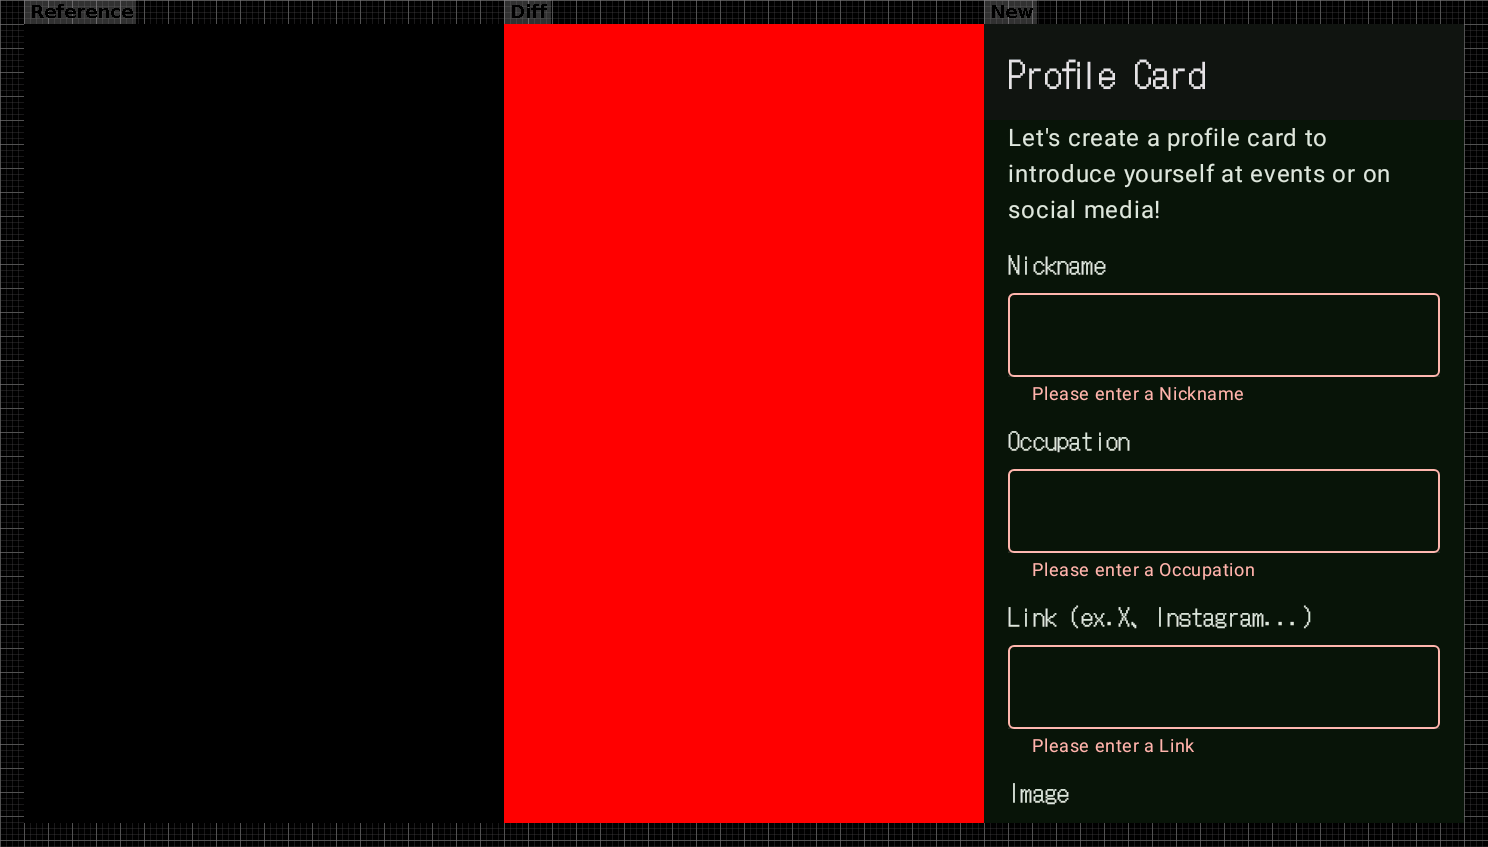 Reference
Diff
New
Profile Card
Let's create a profile card to
introduce yourself at events or on
social media!
Nickname
Please enter a Nickname
Occupation
Please enter a Occupation
Link (ex.X、Instagram...)
Please enter a Link
Image